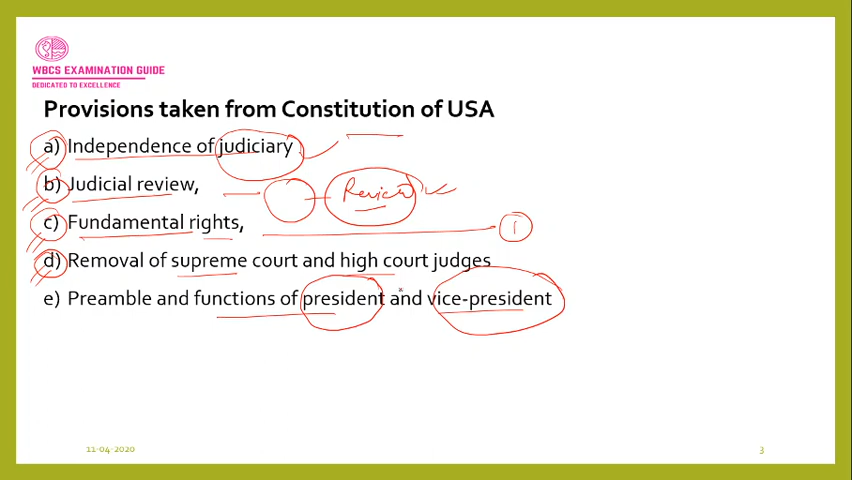 WBCS EXAMINATION GUIDE
DEDICATED TO EXCELLENCE
Provisions taken from Constitution of USA
a) Independence of judiciary
b) Judicial review, Review
c) Fundamental rights, 1
d) Removal of supreme court and high court judges
e) Preamble and functions of president and vice-president
11-04-2020
3